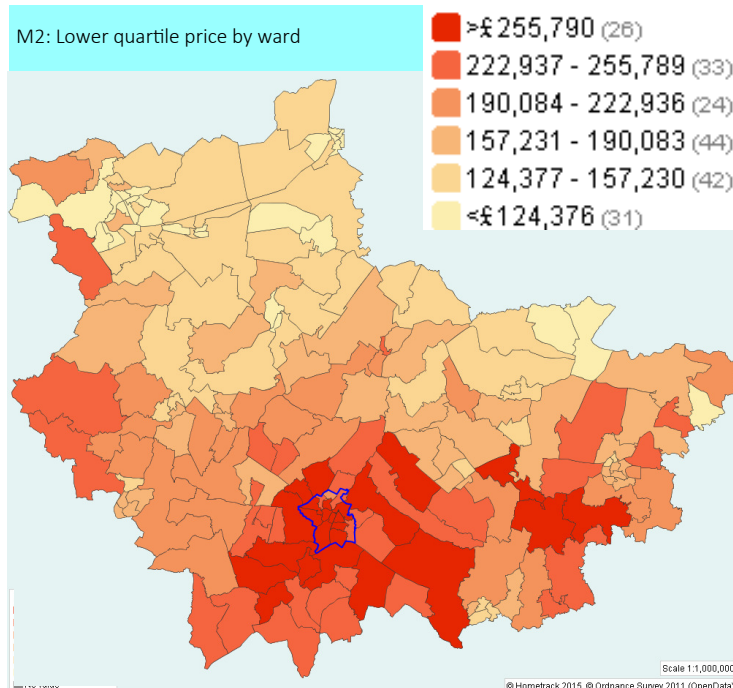 M2: Lower quartile price by ward
>£255,790 (26)
222,937 - 255,789 (33)
190,084 - 222,936 (24)
157,231 - 190,083 (44)
124,377 - 157,230 (42)
<£124,376 (31)
Scale 1:1,000,000
© Hometrack 2015, © Ordnance Survey 2011 (OpenData)